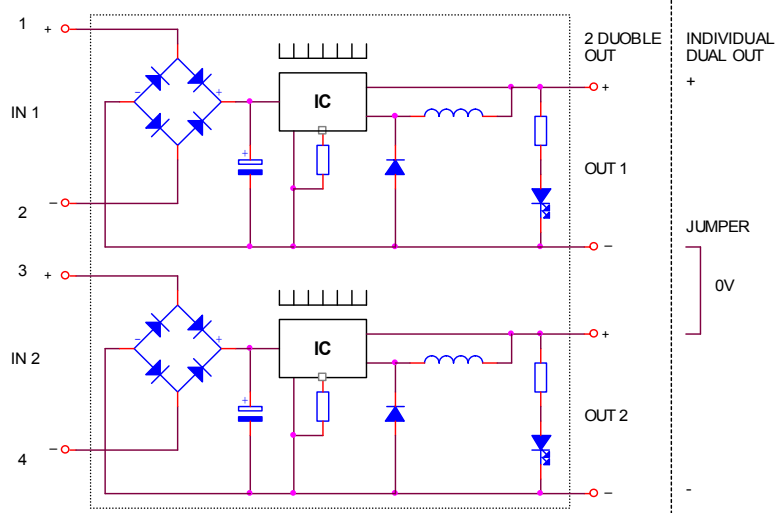 1
+
IN 1
2
−
-
+
+
IC
2 DUOBLE
OUT
+
OUT 1
−
INDIVIDUAL
DUAL OUT
+
JUMPER
0V
3
+
IN 2
4
−
-
+
+
IC
+
OUT 2
−
-